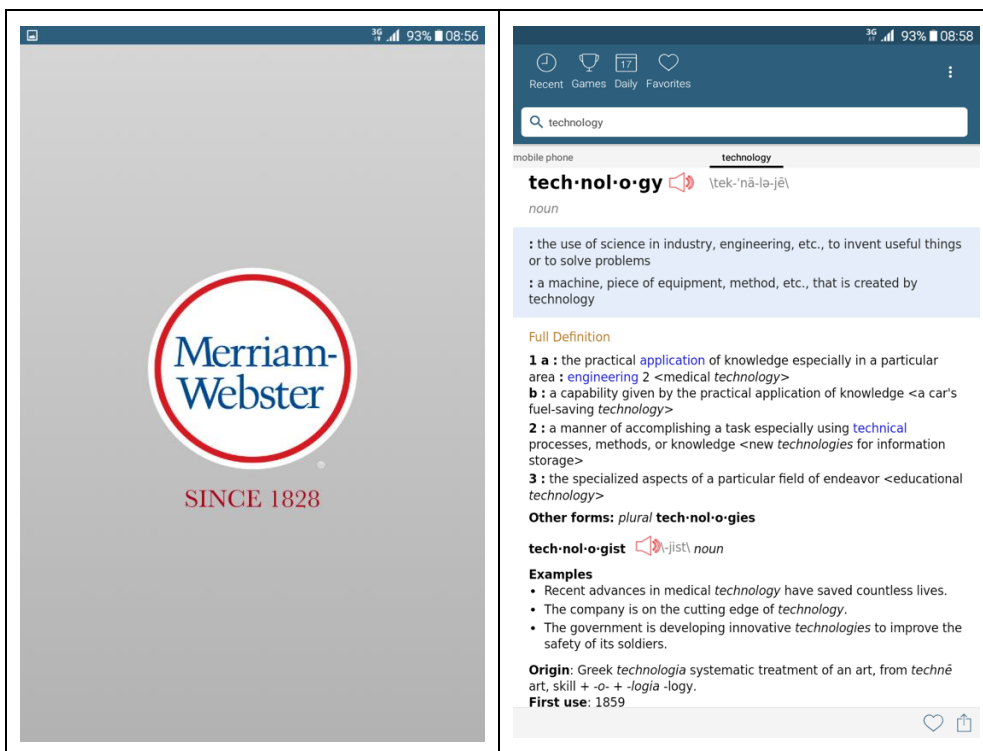 3G 93% 08:56
Merriam-
Webster
®
SINCE 1828
3G 93% 08:58
Recent Games Daily Favorites
17
technology
mobile phone technology
tech·nol·o·gy \tek-ˈnä-lə-jē\
noun
: the use of science in industry, engineering, etc., to invent useful things
or to solve problems
: a machine, piece of equipment, method, etc., that is created by
technology
Full Definition
1 a : the practical application of knowledge especially in a particular
area : engineering 2 <medical technology>
b : a capability given by the practical application of knowledge <a car's
fuel-saving technology>
2 : a manner of accomplishing a task especially using technical
processes, methods, or knowledge <new technologies for information
storage>
3 : the specialized aspects of a particular field of endeavor <educational
technology>
Other forms: plural tech·nol·o·gies
tech·nol·o·gist \-jist\ noun
Examples
• Recent advances in medical technology have saved countless lives.
• The company is on the cutting edge of technology.
• The government is developing innovative technologies to improve the
safety of its soldiers.
Origin: Greek technologia systematic treatment of an art, from technē
art, skill + -o- + -logia -logy.
First use: 1859